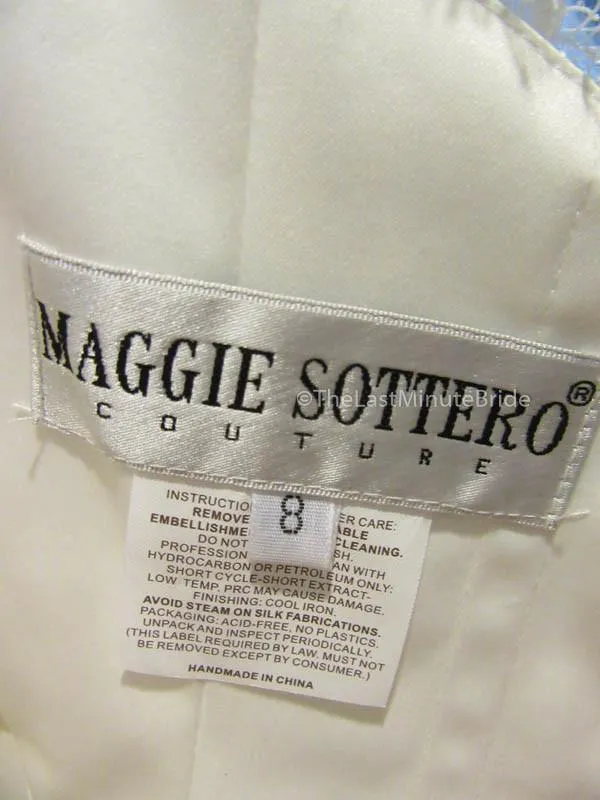 MAGGIE SOTTERO®
COUTURE
©TheLastMinuteBride
8
INSTRUCTIO ER CARE:
REMOVE ABLE
EMBELLISHME CLEANING.
DO NOT SH.
PROFESSION AN WITH
HYDROCARBON OR PETROLEUM ONLY:
SHORT CYCLE-SHORT EXTRACT-
LOW TEMP. PRC MAY CAUSE DAMAGE.
FINISHING: COOL IRON.
AVOID STEAM ON SILK FABRICATIONS.
PACKAGING: ACID-FREE, NO PLASTICS.
UNPACK AND INSPECT PERIODICALLY.
(THIS LABEL REQUIRED BY LAW. MUST NOT
BE REMOVED EXCEPT BY CONSUMER.)
HANDMADE IN CHINA